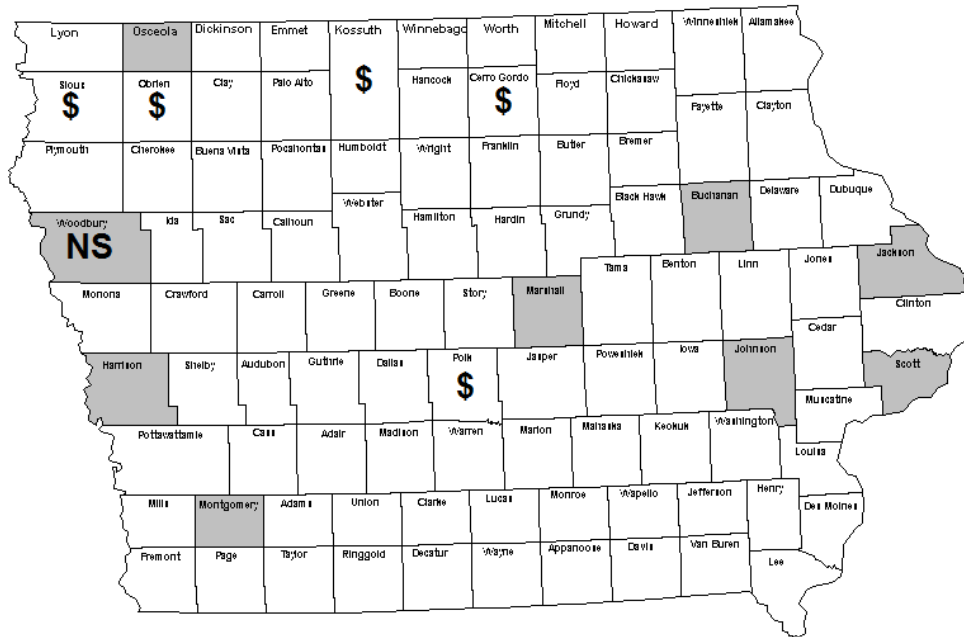 Lyon Osceola Dickinson Emmet Kossuth Winnebago Worth Mitchell Howard Winneshiek Allamakee
Sioux Obrien Clay Palo Alto Hancock Cerro Gordo Floyd Chickasaw
$ $ $ $
Fayette Clayton
Plymouth Cherokee Buena Vista Pocahontas Humboldt Wright Franklin Butler Bremer
Woodbury Ida Sac Calhoun Webster Hamilton Hardin Grundy Black Hawk Buchanan Delaware Dubuque
NS
Tama Benton Linn Jones Jackson
Monona Crawford Carroll Greene Boone Story Marshall Clinton
Cedar
Harrison Shelby Audubon Guthrie Dallas Polk Jasper Poweshiek Iowa Johnson Scott
$
Muscatine
Pottawattamie Cass Adair Madison Warren Marion Mahaska Keokuk Washington
Louisa
Mills Montgomery Adams Union Clarke Lucas Monroe Wapello Jefferson Henry Des Moines
Fremont Page Taylor Ringgold Decatur Wayne Appanoose Davis Van Buren Lee